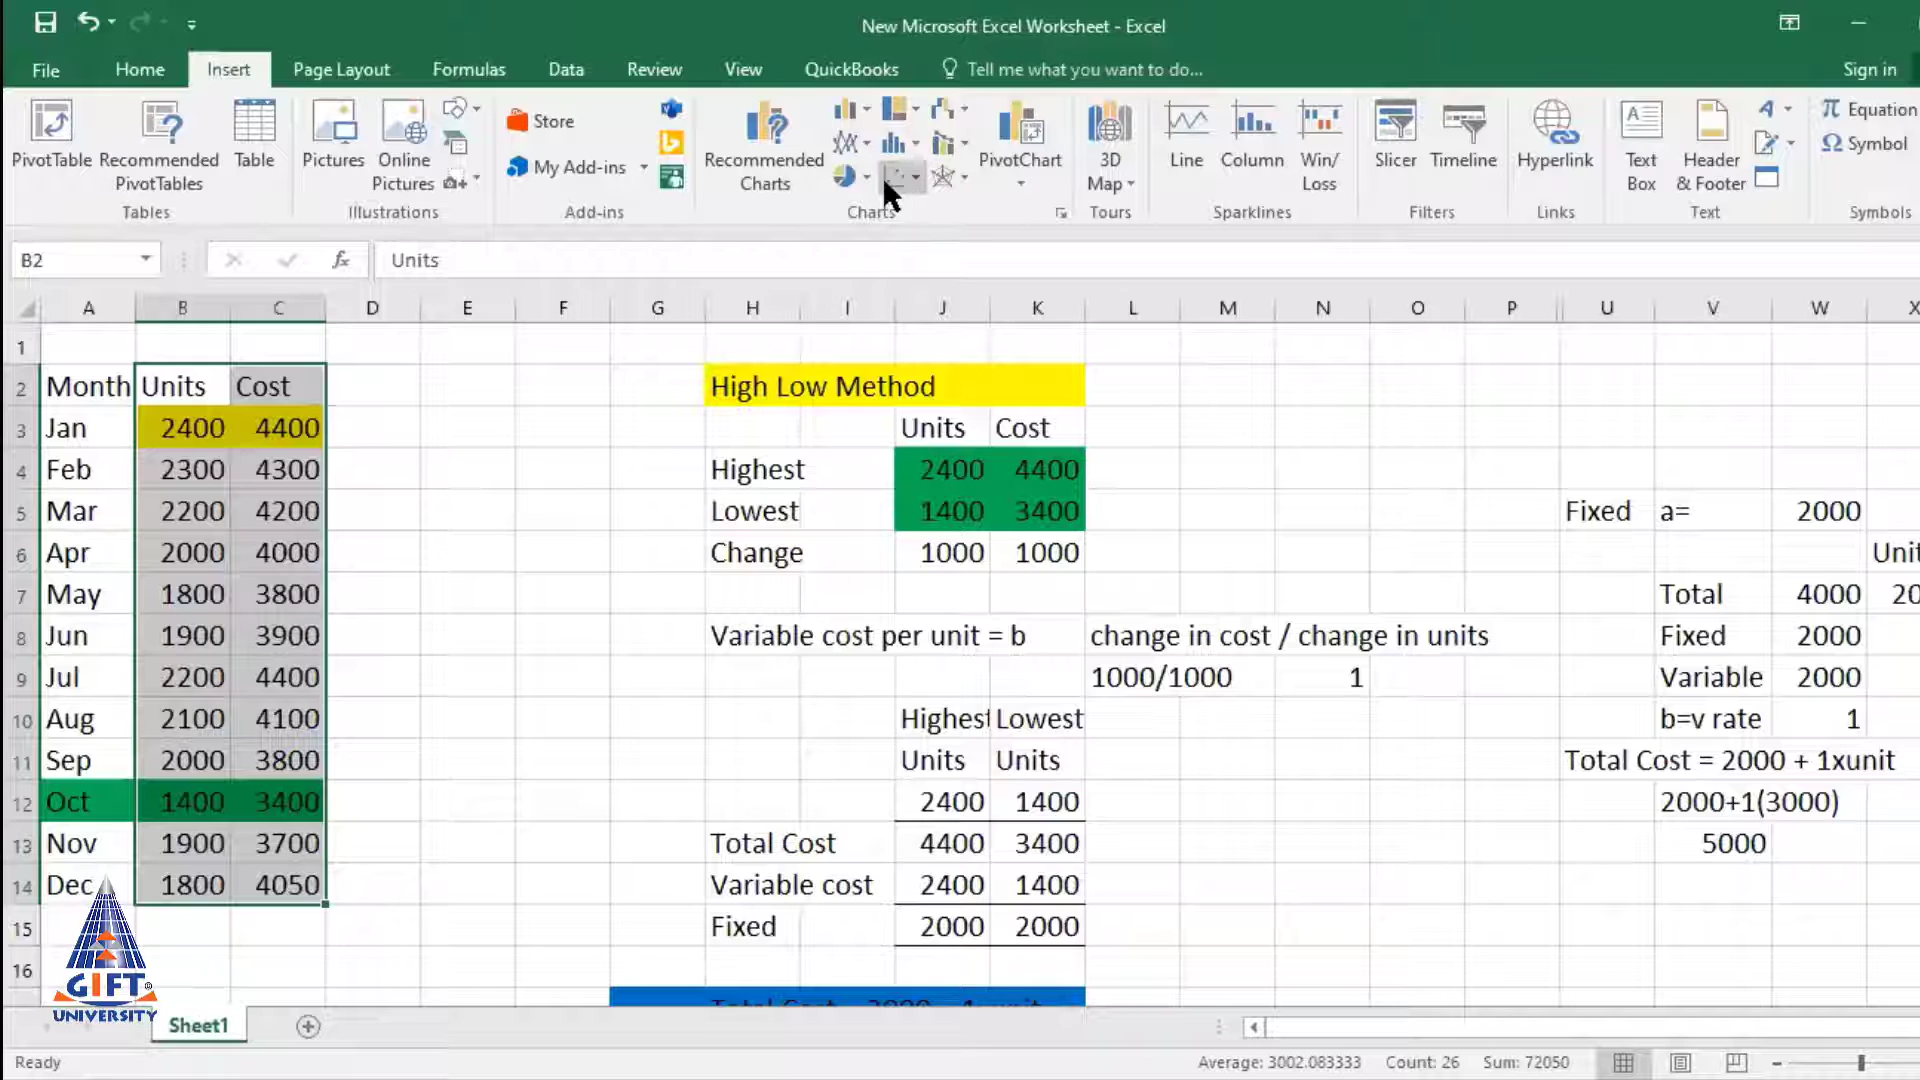 New Microsoft Excel Worksheet - Excel
File Home Insert Page Layout Formulas Data Review View QuickBooks Tell me what you want to do... Sign in
PivotTable Recommended PivotTables Table
Tables
Pictures Online Pictures
Illustrations
Store
My Add-ins
Add-ins
Recommended Charts
PivotChart
Charts
3D Map
Tours
Line Column Win/Loss
Sparklines
Slicer Timeline
Filters
Hyperlink
Links
Text Box Header & Footer
Text
Equation
Symbol
Symbols
B2 fx Units
A B C D E F G H I J K L M N O P U V W X
1
2 Month Units Cost High Low Method
3 Jan 2400 4400 Units Cost
4 Feb 2300 4300 Highest 2400 4400
5 Mar 2200 4200 Lowest 1400 3400 Fixed a= 2000
6 Apr 2000 4000 Change 1000 1000 Unit
7 May 1800 3800 Total 4000 20
8 Jun 1900 3900 Variable cost per unit = b change in cost / change in units Fixed 2000
9 Jul 2200 4400 1000/1000 1 Variable 2000
10 Aug 2100 4100 Highest Lowest b=v rate 1
11 Sep 2000 3800 Units Units Total Cost = 2000 + 1xunit
12 Oct 1400 3400 2400 1400 2000+1(3000)
13 Nov 1900 3700 Total Cost 4400 3400 5000
14 Dec 1800 4050 Variable cost 2400 1400
15 Fixed 2000 2000
16
GIFT
UNIVERSITY
Sheet1
Ready Average: 3002.083333 Count: 26 Sum: 72050